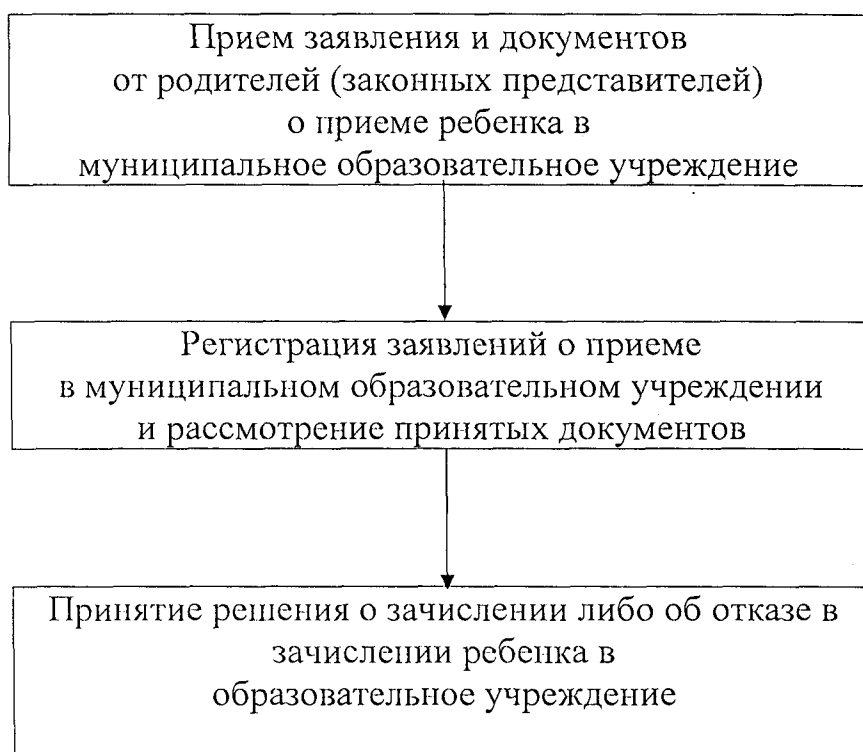 Прием заявления и документов
от родителей (законных представителей)
о приеме ребенка в
муниципальное образовательное учреждение
Регистрация заявлений о приеме
в муниципальном образовательном учреждении
и рассмотрение принятых документов
Принятие решения о зачислении либо об отказе в
зачислении ребенка в
образовательное учреждение